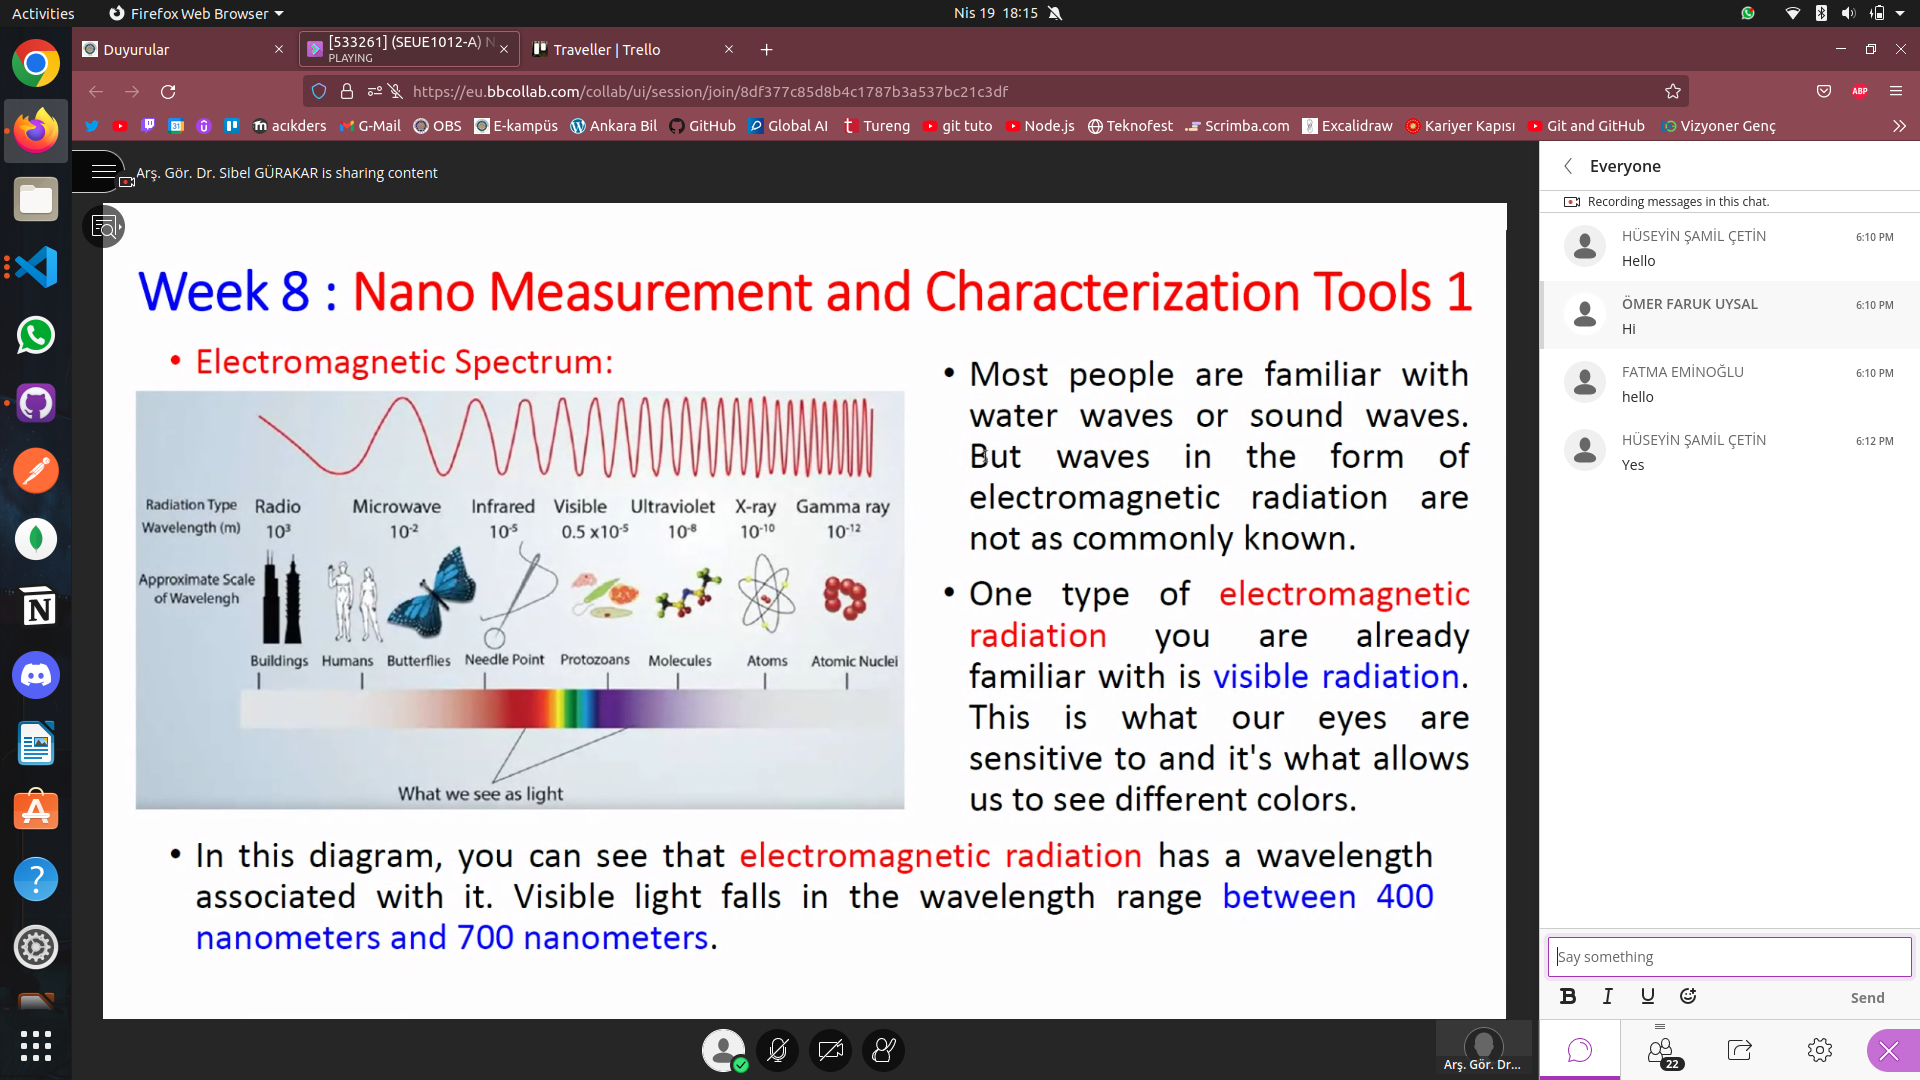 Activities
Firefox Web Browser
Nis 19 18:15
Duyurular
[533261] (SEUE1012-A) N
PLAYING
Traveller | Trello
https://eu.bbcollab.com/collab/ui/session/join/8df377c85d8b4c1787b3a537bc21c3df
ABP
31
acıkders
G-Mail
OBS
E-kampüs
Ankara Bil
GitHub
Global AI
Tureng
git tuto
Node.js
Teknofest
Scrimba.com
Excalidraw
Kariyer Kapısı
Git and GitHub
Vizyoner Genç
Arş. Gör. Dr. Sibel GÜRAKAR is sharing content
Week 8 : Nano Measurement and Characterization Tools 1
• Electromagnetic Spectrum:
Radiation Type Radio Microwave Infrared Visible Ultraviolet X-ray Gamma ray
Wavelength (m) 10³ 10⁻² 10⁻⁵ 0.5 x10⁻⁵ 10⁻⁸ 10⁻¹⁰ 10⁻¹²
Approximate Scale
of Wavelengh
Buildings Humans Butterflies Needle Point Protozoans Molecules Atoms Atomic Nuclei
What we see as light
• Most people are familiar with
water waves or sound waves.
But waves in the form of
electromagnetic radiation are
not as commonly known.
• One type of electromagnetic
radiation you are already
familiar with is visible radiation.
This is what our eyes are
sensitive to and it's what allows
us to see different colors.
• In this diagram, you can see that electromagnetic radiation has a wavelength
associated with it. Visible light falls in the wavelength range between 400
nanometers and 700 nanometers.
Arş. Gör. Dr...
Everyone
Recording messages in this chat.
HÜSEYİN ŞAMİL ÇETİN 6:10 PM
Hello
ÖMER FARUK UYSAL 6:10 PM
Hi
FATMA EMİNOĞLU 6:10 PM
hello
HÜSEYİN ŞAMİL ÇETİN 6:12 PM
Yes
Say something
B I U
Send
22